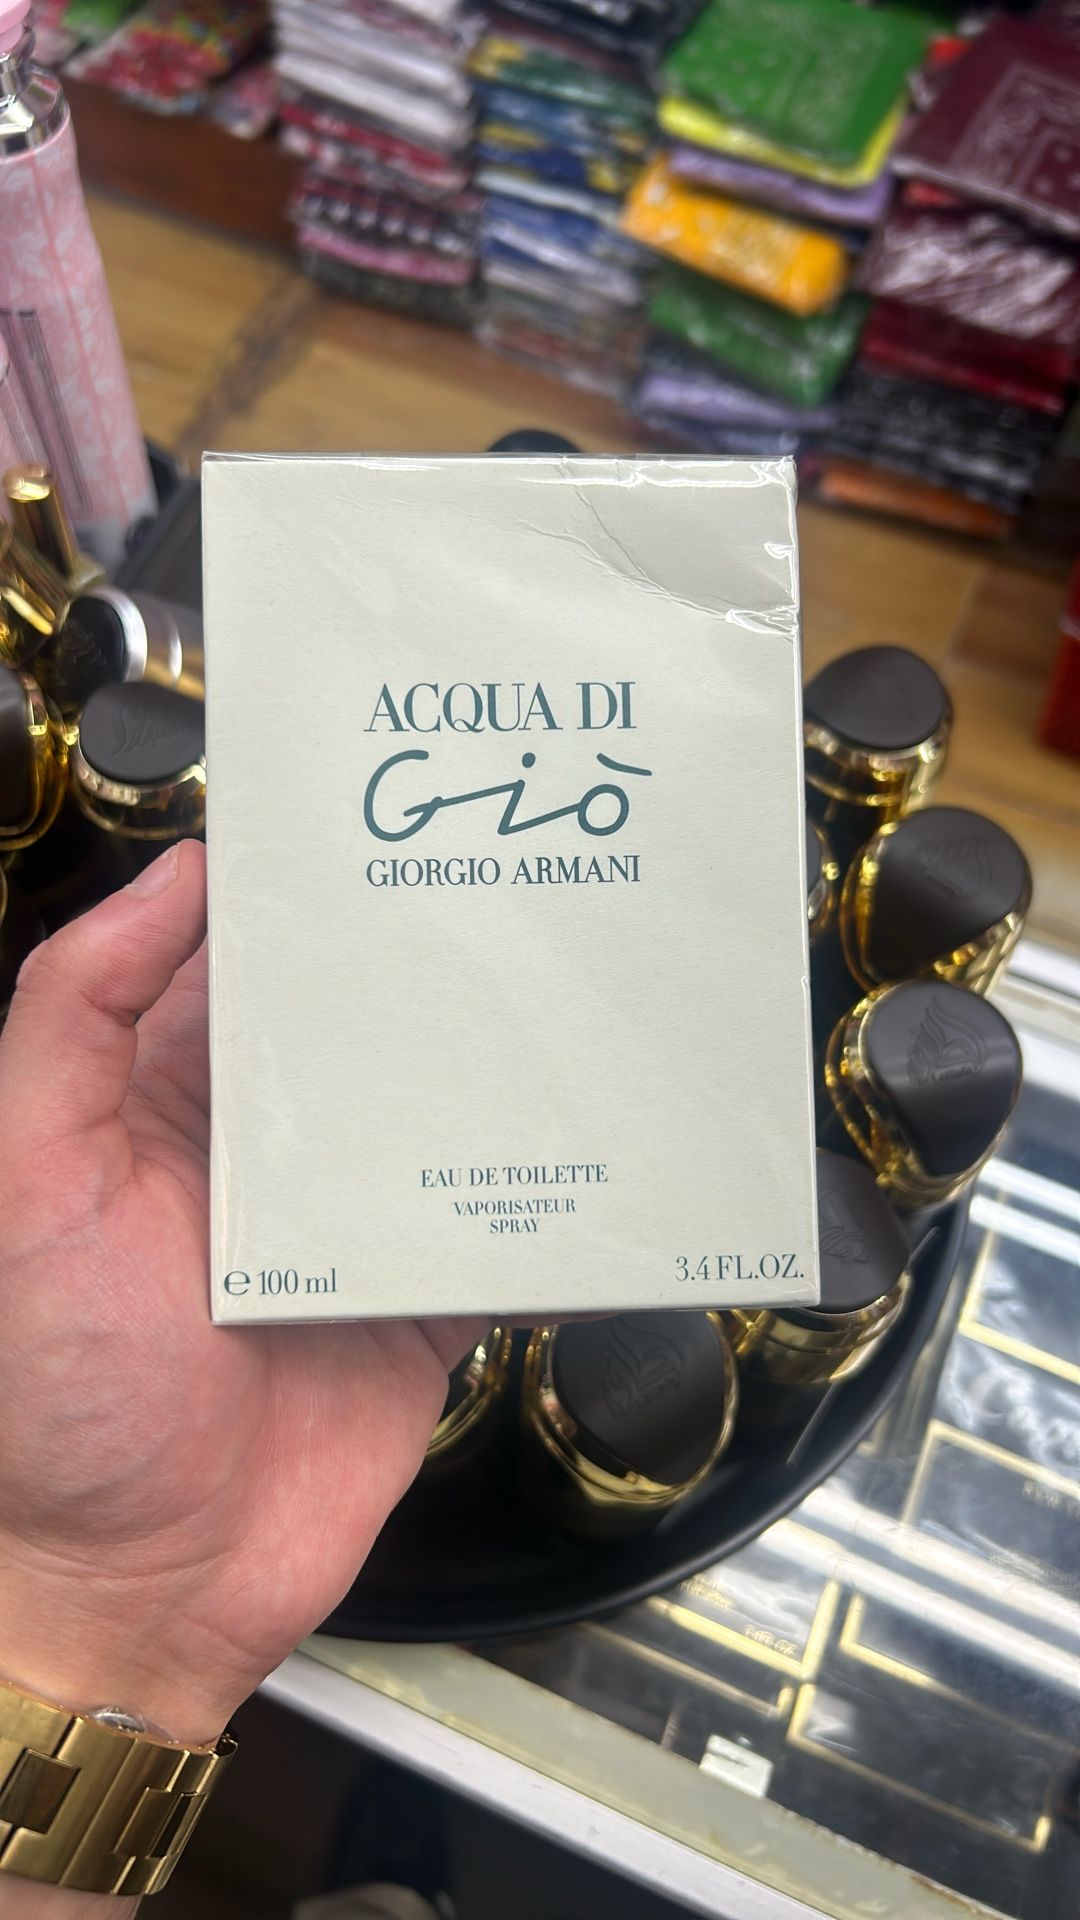 ACQUA DI
Giò
GIORGIO ARMANI
EAU DE TOILETTE
VAPORISATEUR
SPRAY
℮ 100 ml 3.4 FL.OZ.